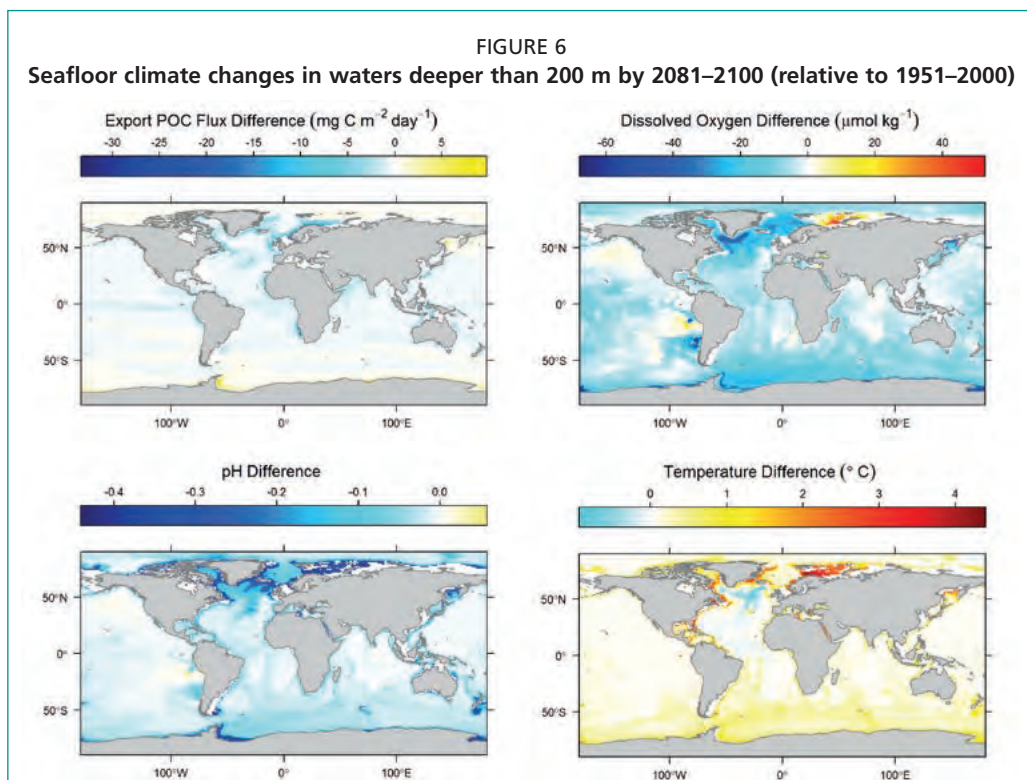 FIGURE 6
Seafloor climate changes in waters deeper than 200 m by 2081–2100 (relative to 1951–2000)
Export POC Flux Difference (mg C m⁻² day⁻¹)
-30 -25 -20 -15 -10 -5 0 5
50°N
0°
50°S
100°W 0° 100°E
Dissolved Oxygen Difference (μmol kg⁻¹)
-60 -40 -20 0 20 40
50°N
0°
50°S
100°W 0° 100°E
pH Difference
-0.4 -0.3 -0.2 -0.1 0.0
50°N
0°
50°S
100°W 0° 100°E
Temperature Difference (° C)
0 1 2 3 4
50°N
0°
50°S
100°W 0° 100°E